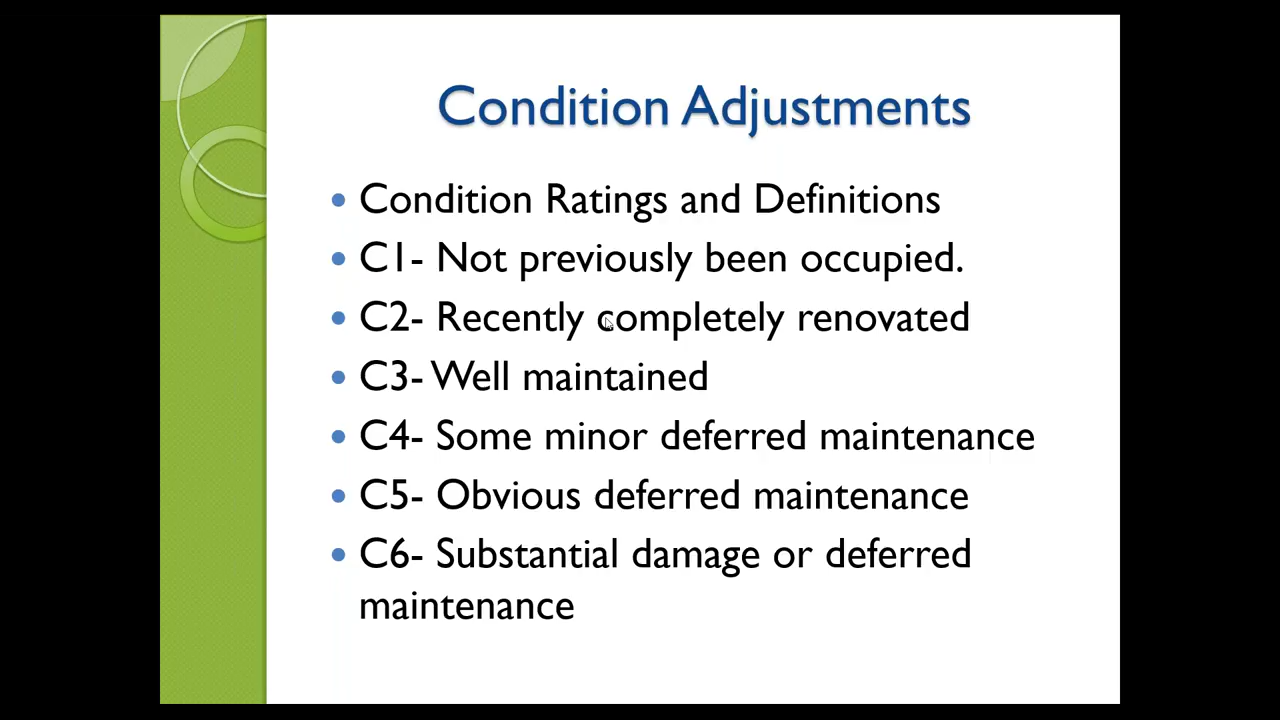 Condition Adjustments
• Condition Ratings and Definitions
• C1- Not previously been occupied.
• C2- Recently completely renovated
• C3- Well maintained
• C4- Some minor deferred maintenance
• C5- Obvious deferred maintenance
• C6- Substantial damage or deferred
maintenance